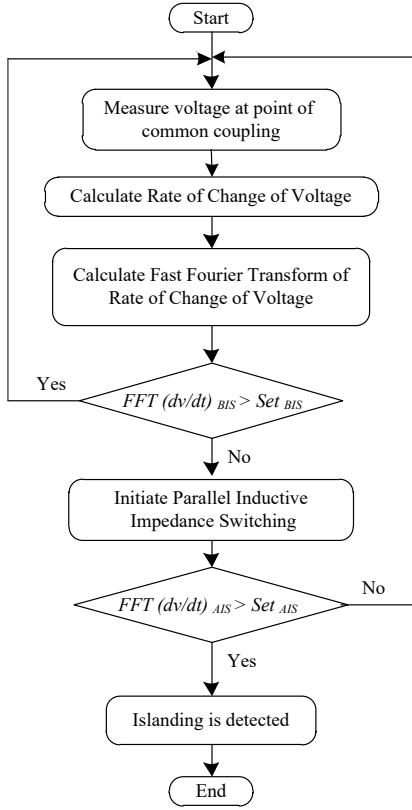 Start
Measure voltage at point of
common coupling
Calculate Rate of Change of Voltage
Calculate Fast Fourier Transform of
Rate of Change of Voltage
Yes
FFT (dv/dt) BIS > Set BIS
No
Initiate Parallel Inductive
Impedance Switching
FFT (dv/dt) AIS > Set AIS
No
Yes
Islanding is detected
End